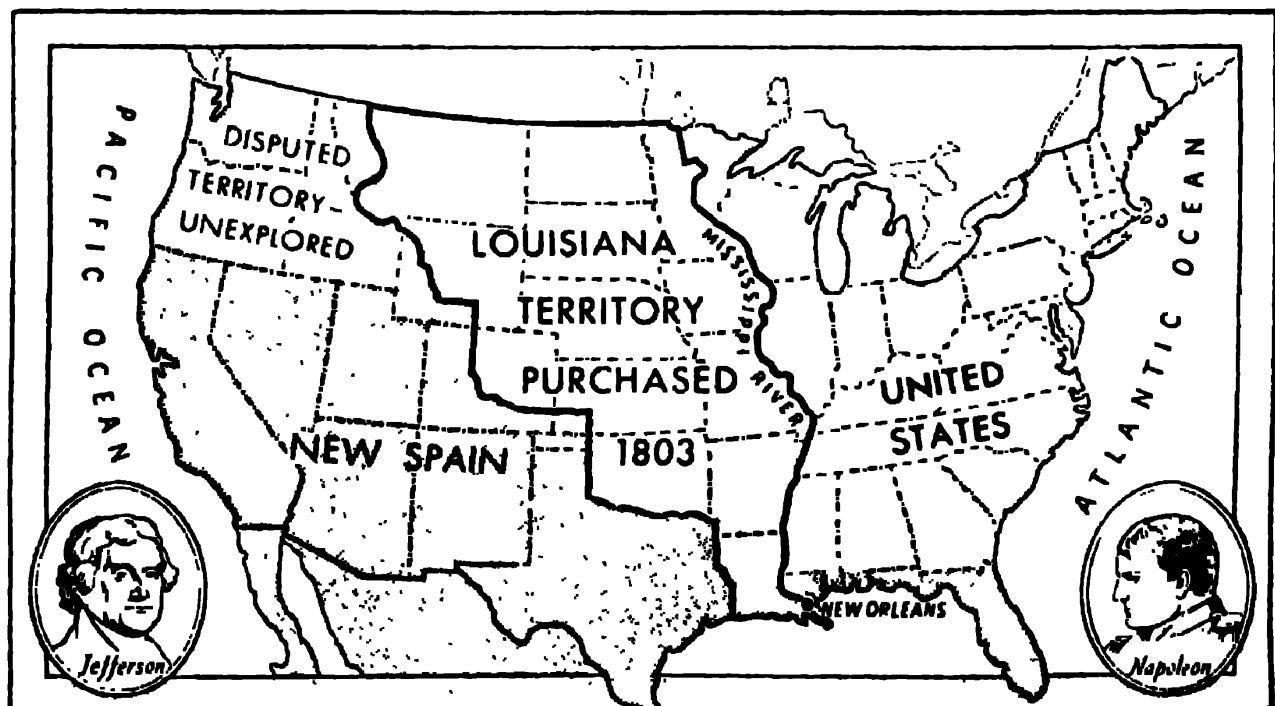 PACIFIC OCEAN
DISPUTED
TERRITORY-
UNEXPLORED
LOUISIANA
TERRITORY
PURCHASED
1803
MISSISSIPPI RIVER
UNITED
STATES
ATLANTIC OCEAN
NEW SPAIN
NEW ORLEANS
Jefferson
Napoleon